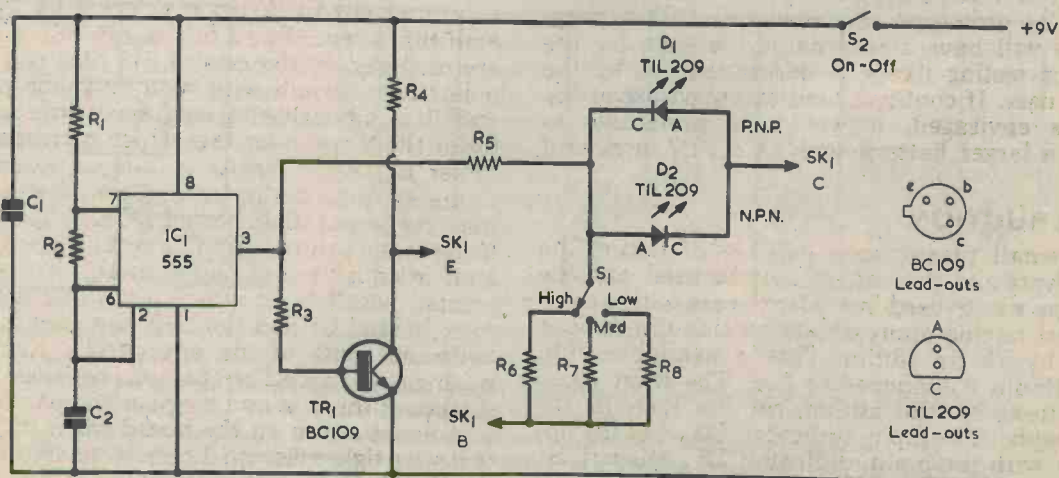 S2
On-Off
+9V
D1
TIL 209
C A
P.N.P.
R1
R4
R5
SK1
C
D2
TIL 209
N.P.N.
A C
C1
7
8
R2
IC1
555
3
6
2
1
SK1
E
R3
S1
High
Low
Med
R6
R7
R8
e
b
c
BC109
Lead-outs
A
C
TIL 209
Lead-outs
C2
TR1
BC109
SK1
B